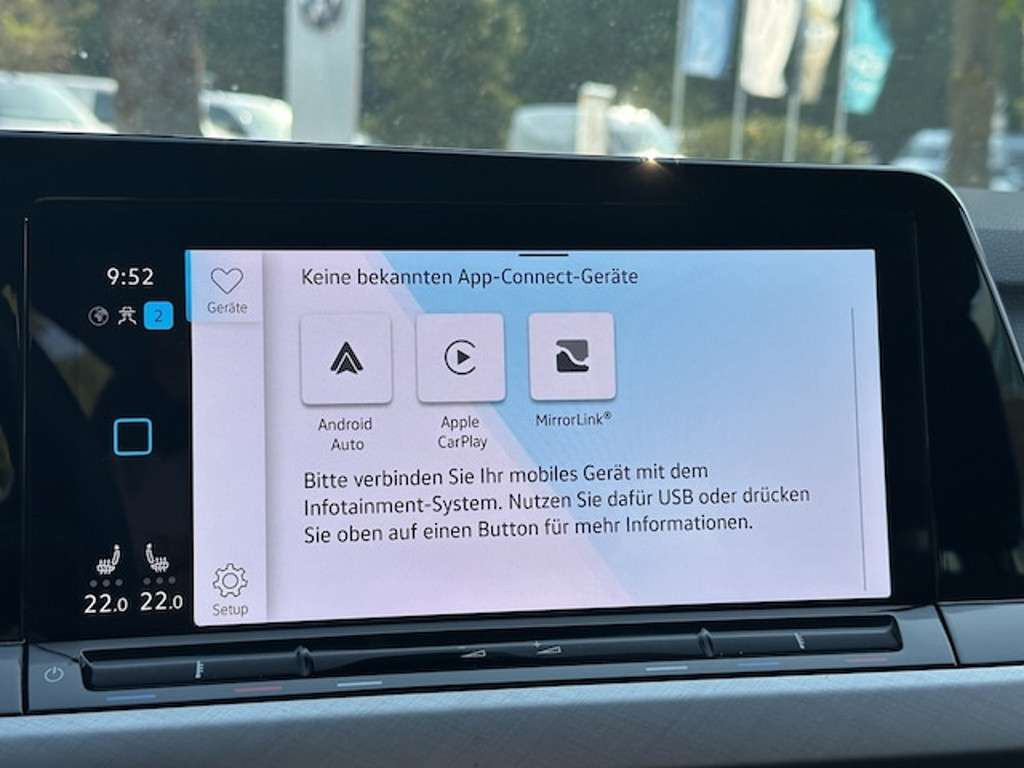 9:52
2
Geräte
Keine bekannten App-Connect-Geräte
Android
Auto
Apple
CarPlay
MirrorLink®
Bitte verbinden Sie Ihr mobiles Gerät mit dem
Infotainment-System. Nutzen Sie dafür USB oder drücken
Sie oben auf einen Button für mehr Informationen.
22.0 22.0
Setup